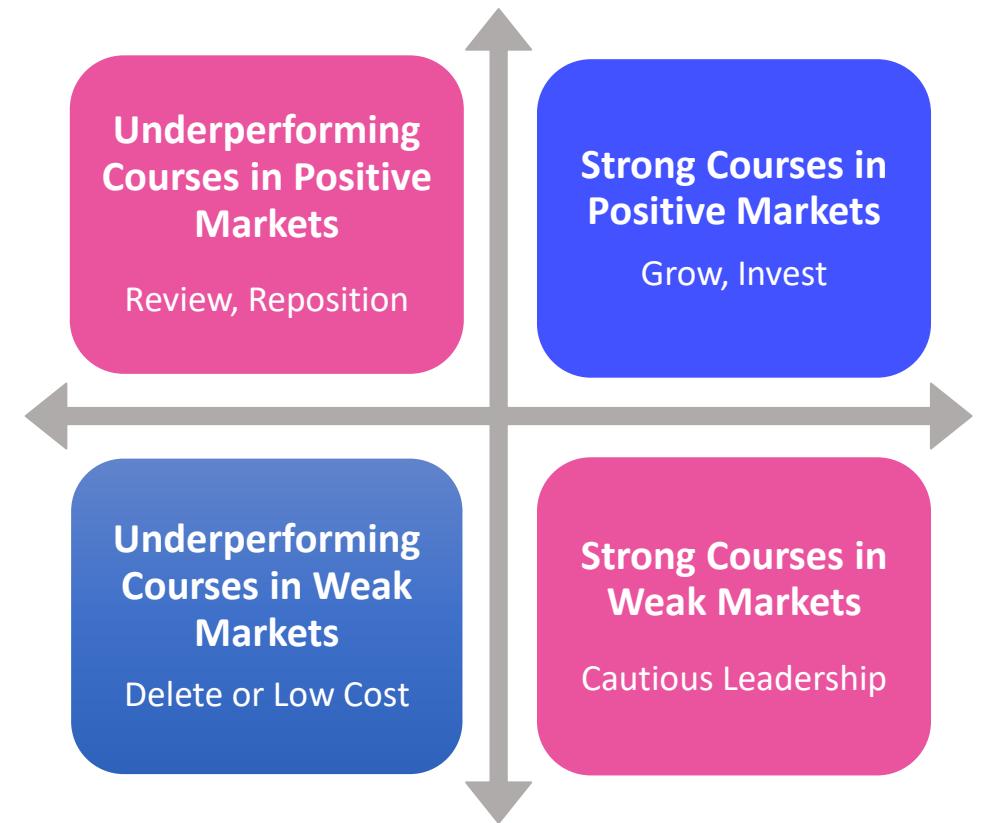 Underperforming
Courses in Positive
Markets
Review, Reposition
Strong Courses in
Positive Markets
Grow, Invest
Underperforming
Courses in Weak
Markets
Delete or Low Cost
Strong Courses in
Weak Markets
Cautious Leadership